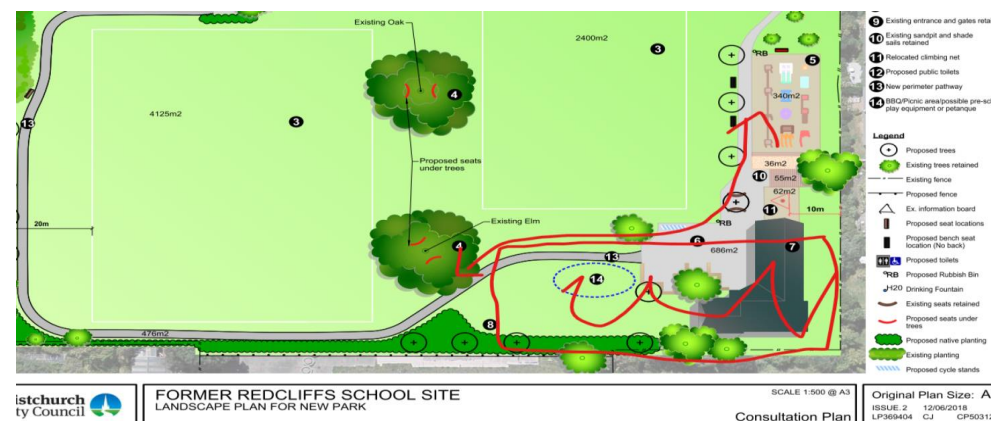 Existing Oak
4125m2
3
2400m2
3
RB
5
340m2
4
Proposed seats
under trees
13
36m2
10
55m2
62m2
11
10m
20m
Existing Elm
4
RB
6
686m2
7
13
14
8
476m2
9 Existing entrance and gates
10 Existing sandpit and shade
sails retained
11 Relocated climbing net
12 Proposed public toilets
13 New perimeter pathway
14 BBQ/Picnic area/possible
play equipment or petanque
Legend
Proposed trees
Existing trees retained
Existing fence
Proposed fence
Ex. information board
Proposed seat locations
Proposed bench seat
location (No back)
Proposed toilets
RB Proposed Rubbish Bin
H20 Drinking Fountain
Existing seats retained
Proposed seats under
trees
Proposed native planting
Existing planting
Proposed cycle stands
Council
FORMER REDCLIFFS SCHOOL SITE
LANDSCAPE PLAN FOR NEW PARK
SCALE 1:500 @ A3
Consultation Plan
Original Plan Size:
ISSUE.2 12/06/2018
LP369404 CJ